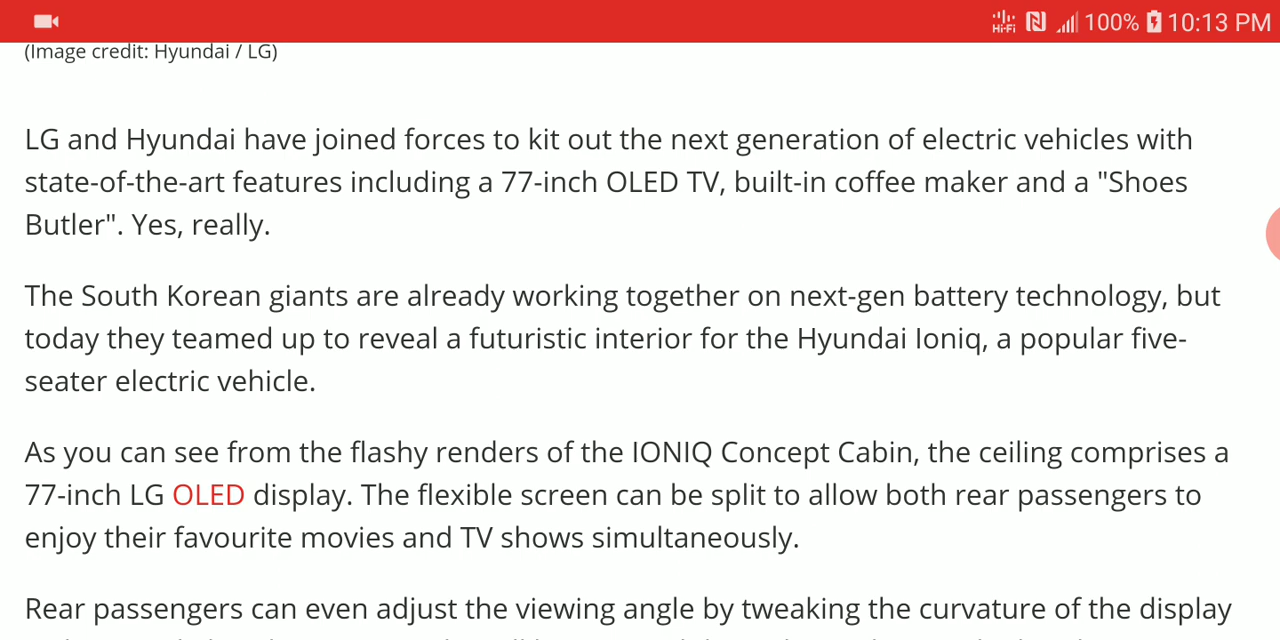 Hi-Fi 100% 10:13 PM
(Image credit: Hyundai / LG)
LG and Hyundai have joined forces to kit out the next generation of electric vehicles with
state-of-the-art features including a 77-inch OLED TV, built-in coffee maker and a "Shoes
Butler". Yes, really.
The South Korean giants are already working together on next-gen battery technology, but
today they teamed up to reveal a futuristic interior for the Hyundai Ioniq, a popular five-
seater electric vehicle.
As you can see from the flashy renders of the IONIQ Concept Cabin, the ceiling comprises a
77-inch LG OLED display. The flexible screen can be split to allow both rear passengers to
enjoy their favourite movies and TV shows simultaneously.
Rear passengers can even adjust the viewing angle by tweaking the curvature of the display